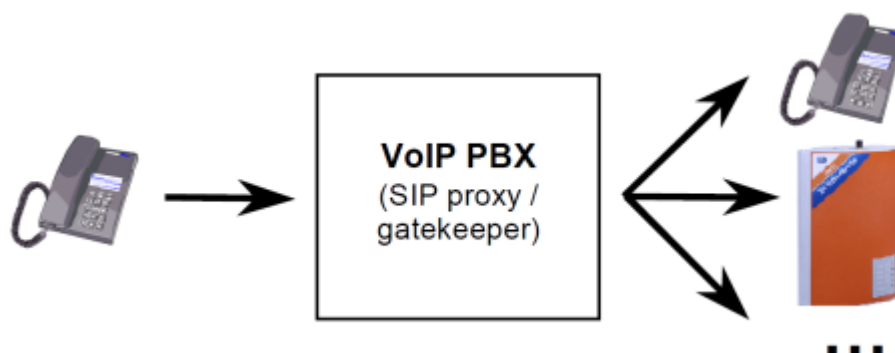 VoIP PBX
(SIP proxy /
gatekeeper)
...